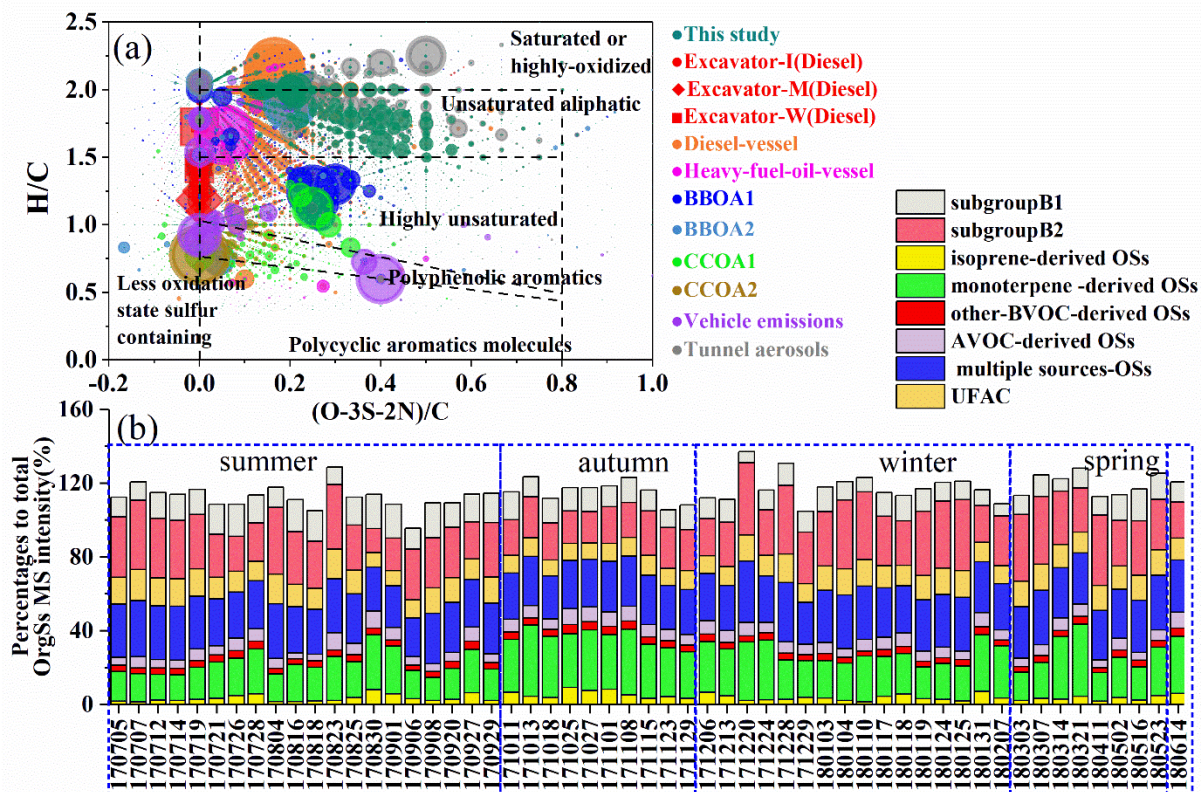 (a)
H/C
2.5
2.0
1.5
1.0
0.5
0.0
Saturated or
highly-oxidized
Unsaturated aliphatic
Highly unsaturated
Polyphenolic aromatics
Less oxidation
state sulfur
containing
Polycyclic aromatics molecules
-0.2 0.0 0.2 0.4 0.6 0.8 1.0
(O-3S-2N)/C
This study
Excavator-I(Diesel)
Excavator-M(Diesel)
Excavator-W(Diesel)
Diesel-vessel
Heavy-fuel-oil-vessel
BBOA1
BBOA2
CCOA1
CCOA2
Vehicle emissions
Tunnel aerosols
subgroupB1
subgroupB2
isoprene-derived OSs
monoterpene -derived OSs
other-BVOC-derived OSs
AVOC-derived OSs
multiple sources-OSs
UFAC
(b)
Percentages to total
OrgSs MS intensity(%)
160
120
80
40
0
summer
autumn
winter
spring
170705
170707
170712
170714
170719
170721
170726
170728
170804
170816
170818
170823
170825
170830
170901
170906
170908
170920
170927
170929
171011
171013
171018
171025
171027
171101
171108
171115
171123
171129
171206
171213
171220
171224
171228
171229
180103
180104
180110
180117
180118
180119
180124
180125
180131
180207
180303
180307
180314
180321
180411
180502
180516
180523
180614